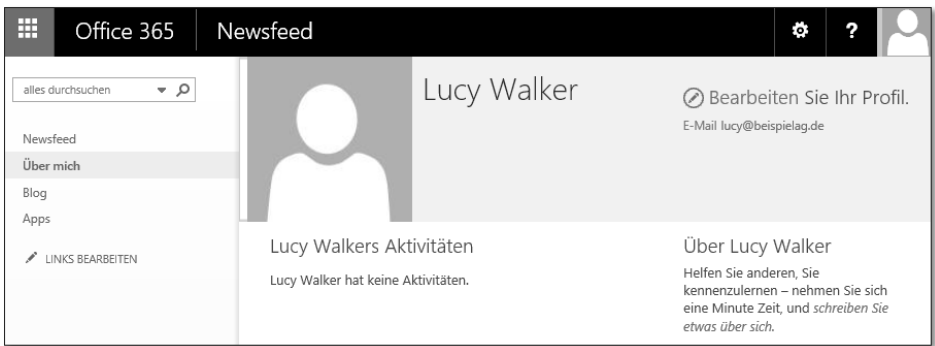 Office 365
Newsfeed
?
alles durchsuchen
Newsfeed
Über mich
Blog
Apps
LINKS BEARBEITEN
Lucy Walker
Bearbeiten Sie Ihr Profil.
E-Mail lucy@beispielag.de
Lucy Walkers Aktivitäten
Lucy Walker hat keine Aktivitäten.
Über Lucy Walker
Helfen Sie anderen, Sie
kennenzulernen – nehmen Sie sich
eine Minute Zeit, und schreiben Sie
etwas über sich.